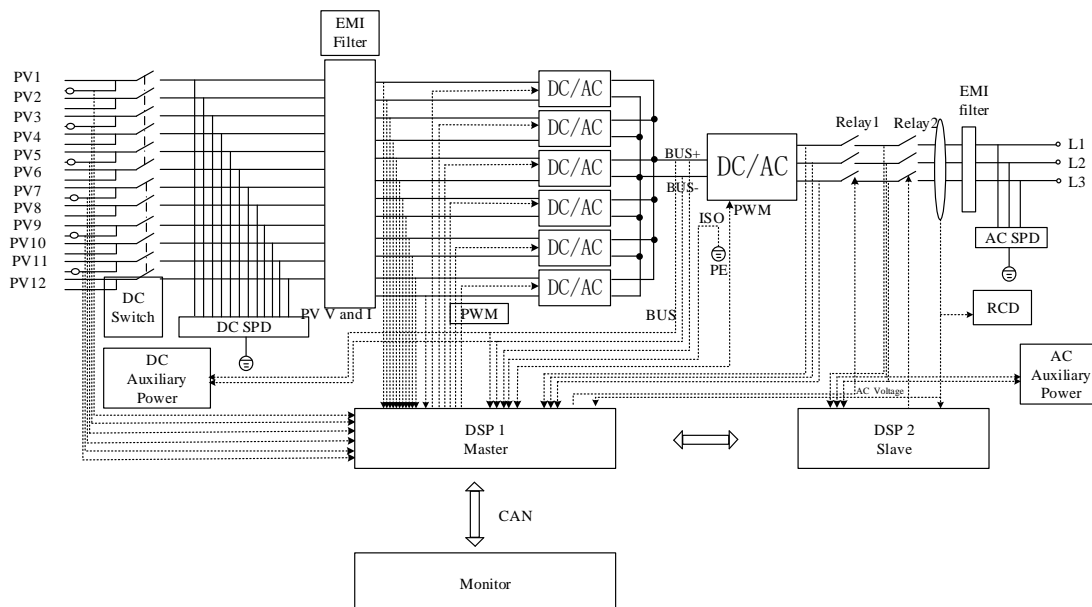 EMI
Filter
PV1
PV2
PV3
PV4
PV5
PV6
PV7
PV8
PV9
PV10
PV11
PV12
DC
Switch
DC SPD
PV V and I
DC/AC
DC/AC
DC/AC
DC/AC
DC/AC
DC/AC
PWM
BUS+
BUS-
BUS
ISO
PE
DC/AC
PWM
Relay1
Relay2
EMI
filter
L1
L2
L3
AC SPD
RCD
DC
Auxiliary
Power
AC
Auxiliary
Power
AC Voltage
DSP 1
Master
DSP 2
Slave
CAN
Monitor